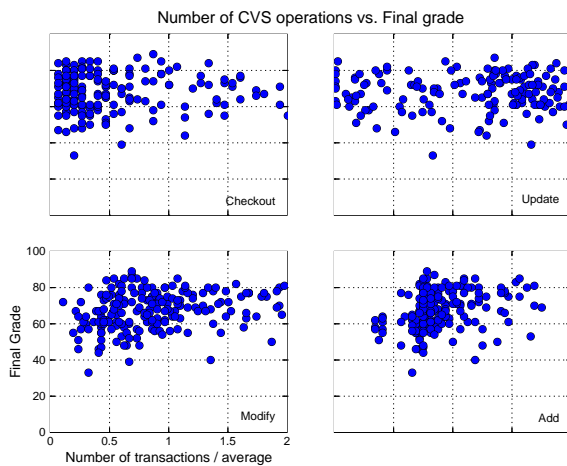 Number of CVS operations vs. Final grade
Checkout
Update
100
80
60
40
20
0
Final Grade
Modify
Add
0 0.5 1 1.5 2
Number of transactions / average